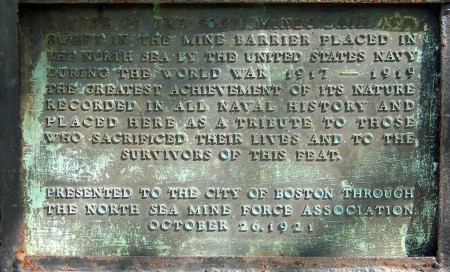 OF THE
SWEPT IN THE MINE BARRIER PLACED IN
THE NORTH SEA BY THE UNITED STATES NAVY
DURING THE WORLD WAR 1917 — 1919
THE GREATEST ACHIEVEMENT OF ITS NATURE
RECORDED IN ALL NAVAL HISTORY AND
PLACED HERE AS A TRIBUTE TO THOSE
WHO SACRIFICED THEIR LIVES AND TO THE
SURVIVORS OF THIS FEAT.
PRESENTED TO THE CITY OF BOSTON THROUGH
THE NORTH SEA MINE FORCE ASSOCIATION
OCTOBER 26, 1921